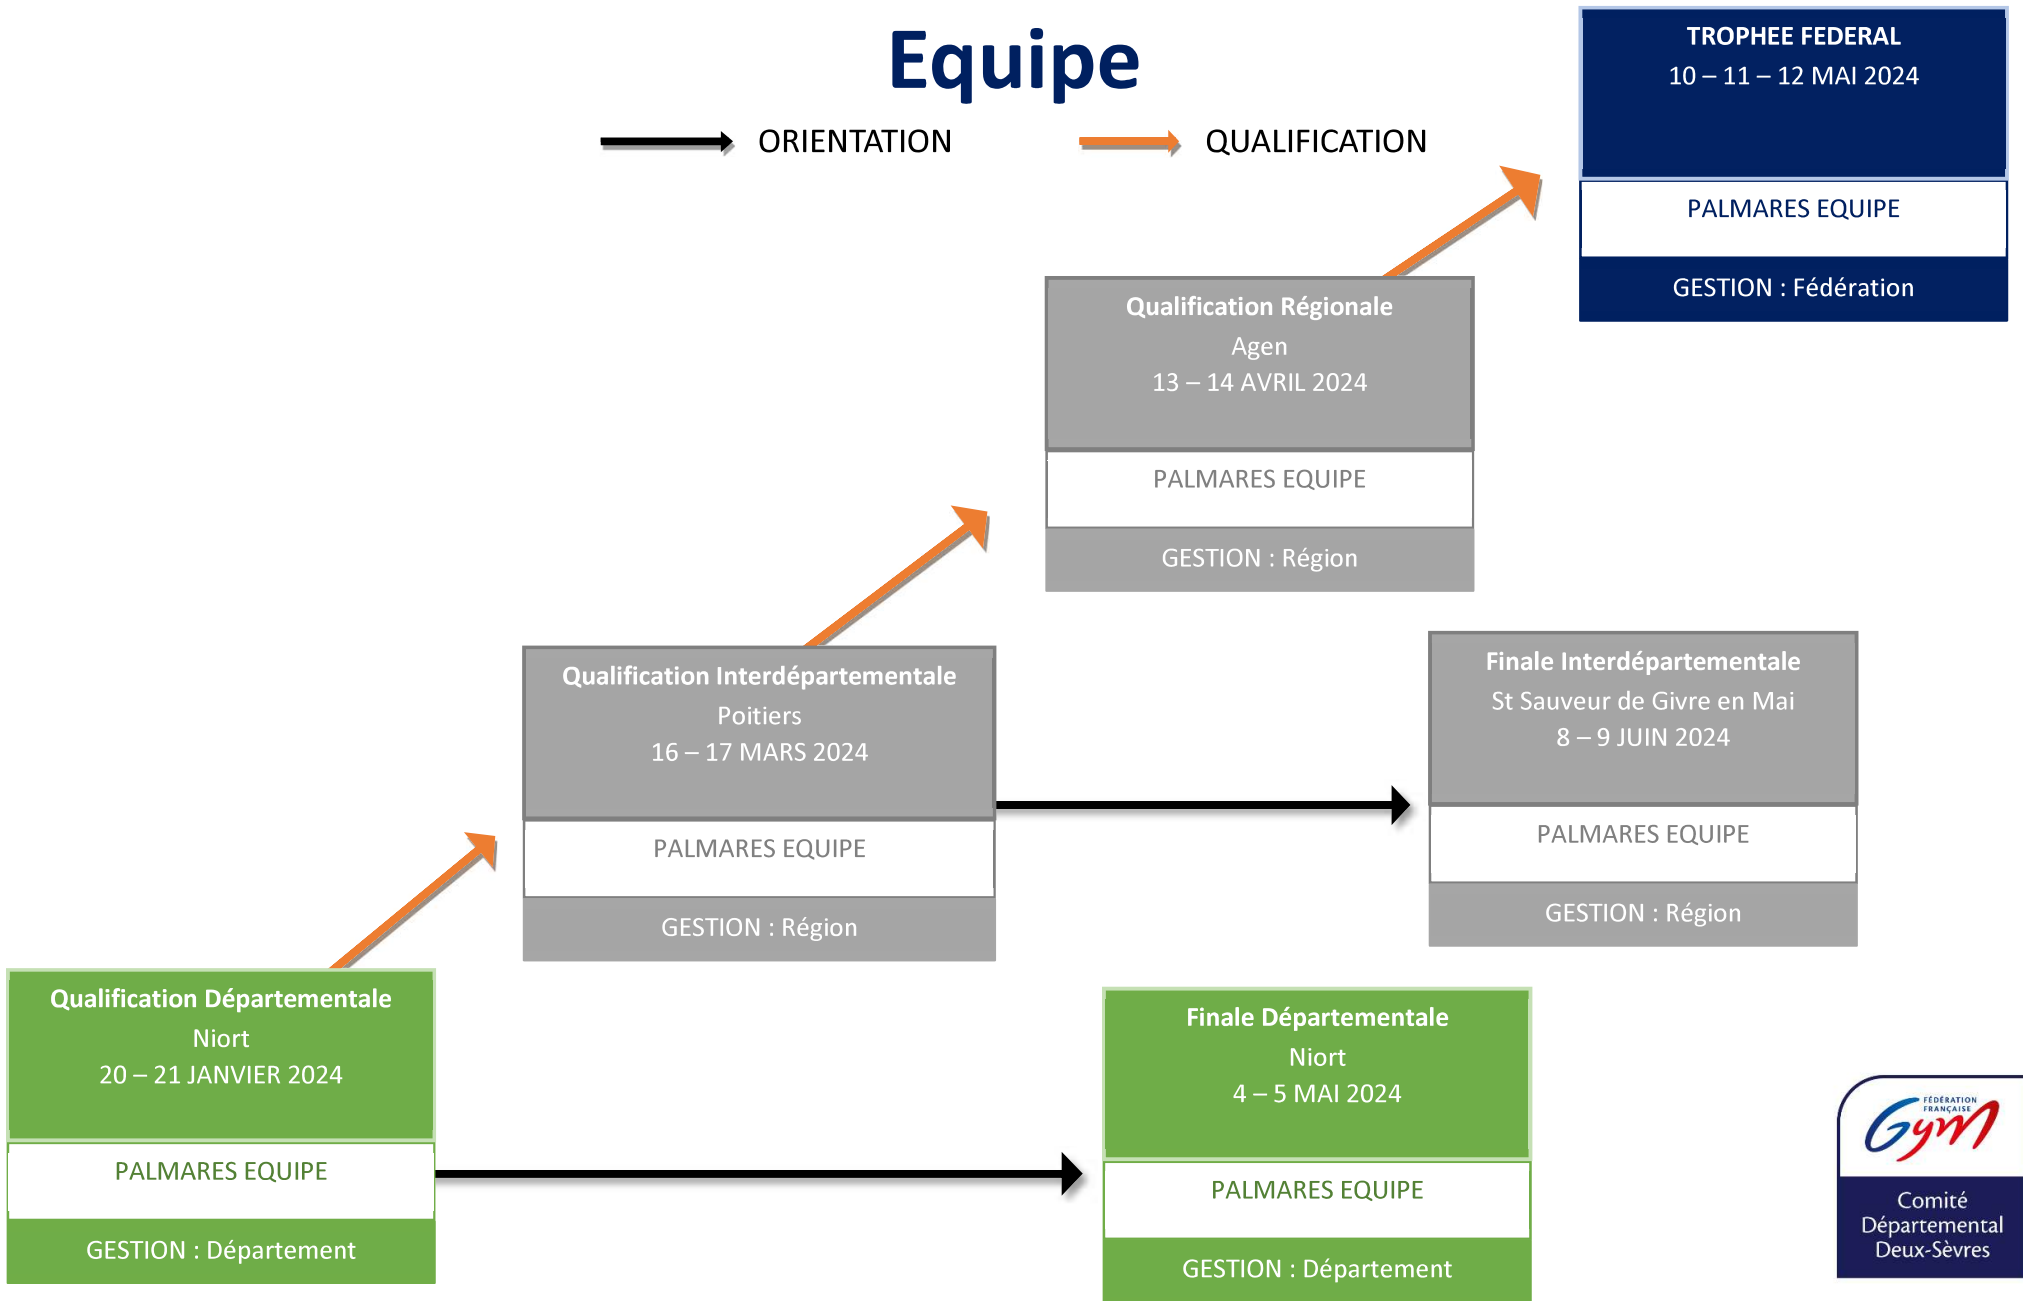 Equipe
ORIENTATION
QUALIFICATION
TROPHEE FEDERAL
10 – 11 – 12 MAI 2024
PALMARES EQUIPE
GESTION : Fédération
Qualification Régionale
Agen
13 – 14 AVRIL 2024
PALMARES EQUIPE
GESTION : Région
Qualification Interdépartementale
Poitiers
16 – 17 MARS 2024
PALMARES EQUIPE
GESTION : Région
Finale Interdépartementale
St Sauveur de Givre en Mai
8 – 9 JUIN 2024
PALMARES EQUIPE
GESTION : Région
Qualification Départementale
Niort
20 – 21 JANVIER 2024
PALMARES EQUIPE
GESTION : Département
Finale Départementale
Niort
4 – 5 MAI 2024
PALMARES EQUIPE
GESTION : Département
FÉDÉRATION
FRANÇAISE
Gym
Comité
Départemental
Deux-Sèvres